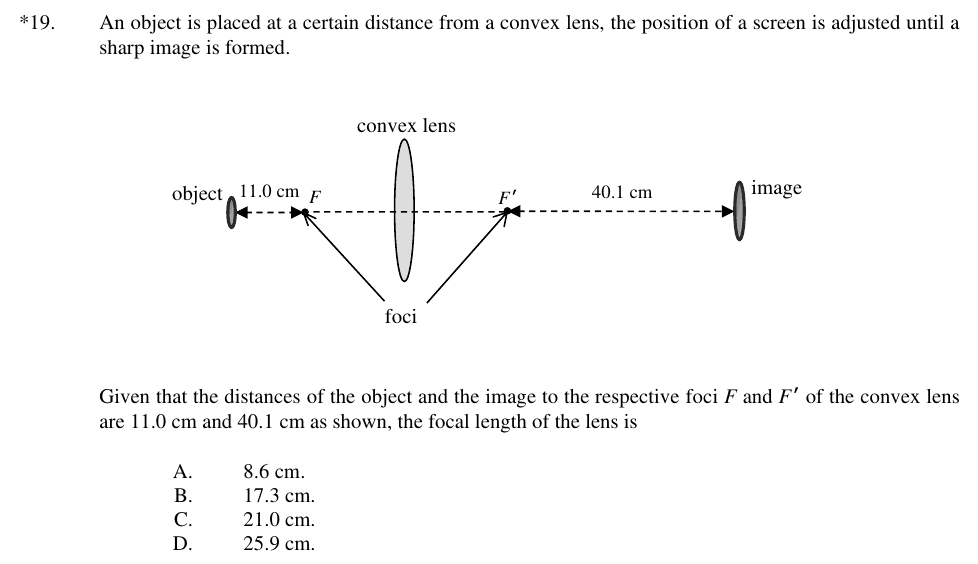 *19. An object is placed at a certain distance from a convex lens, the position of a screen is adjusted until a
sharp image is formed.
convex lens
object 11.0 cm F F′ 40.1 cm image
foci
Given that the distances of the object and the image to the respective foci F and F′ of the convex lens
are 11.0 cm and 40.1 cm as shown, the focal length of the lens is
A. 8.6 cm.
B. 17.3 cm.
C. 21.0 cm.
D. 25.9 cm.